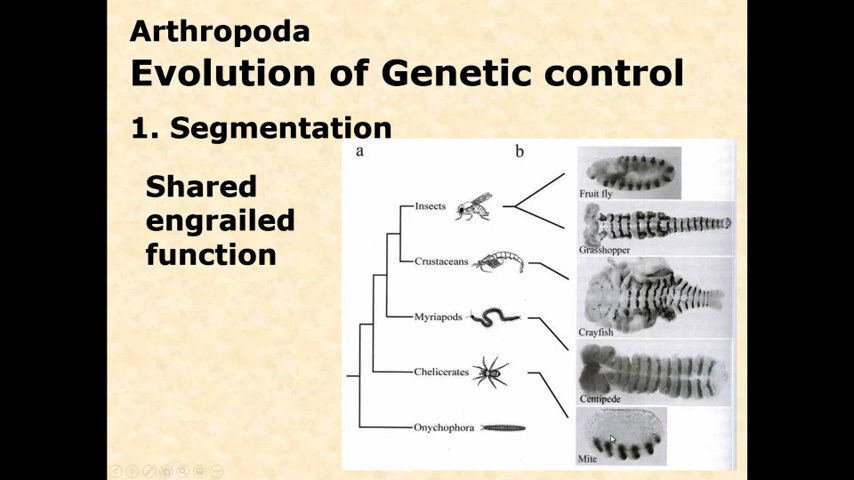 Arthropoda
Evolution of Genetic control
1. Segmentation
Shared
engrailed
function
a
b
Insects
Crustaceans
Myriapods
Chelicerates
Onychophora
Fruit fly
Grasshopper
Crayfish
Centipede
Mite